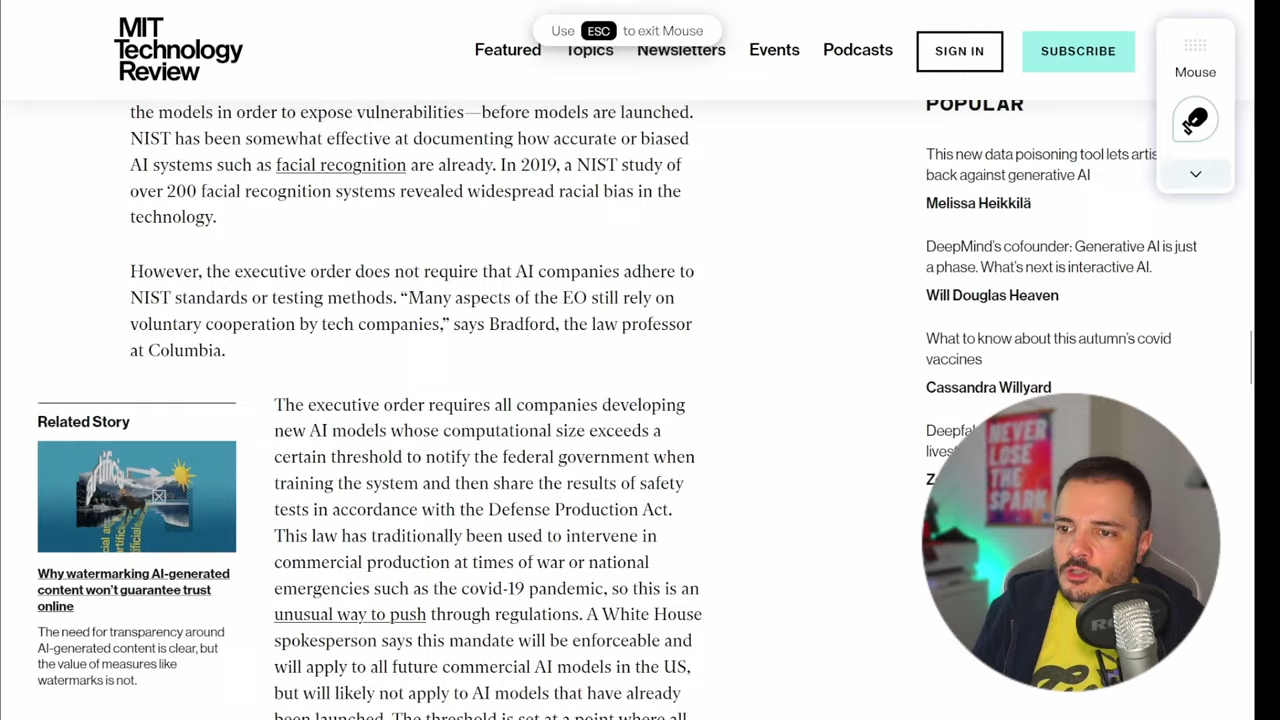 MIT
Technology
Review
Use ESC to exit Mouse
Featured Topics Newsletters Events Podcasts SIGN IN SUBSCRIBE
Mouse
the models in order to expose vulnerabilities—before models are launched.
NIST has been somewhat effective at documenting how accurate or biased
AI systems such as facial recognition are already. In 2019, a NIST study of
over 200 facial recognition systems revealed widespread racial bias in the
technology.
However, the executive order does not require that AI companies adhere to
NIST standards or testing methods. “Many aspects of the EO still rely on
voluntary cooperation by tech companies,” says Bradford, the law professor
at Columbia.
Related Story
artificial
Why watermarking AI-generated
content won’t guarantee trust
online
The need for transparency around
AI-generated content is clear, but
the value of measures like
watermarks is not.
The executive order requires all companies developing
new AI models whose computational size exceeds a
certain threshold to notify the federal government when
training the system and then share the results of safety
tests in accordance with the Defense Production Act.
This law has traditionally been used to intervene in
commercial production at times of war or national
emergencies such as the covid-19 pandemic, so this is an
unusual way to push through regulations. A White House
spokesperson says this mandate will be enforceable and
will apply to all future commercial AI models in the US,
but will likely not apply to AI models that have already
been launched. The threshold is set at a point where all
POPULAR
This new data poisoning tool lets artis
back against generative AI
Melissa Heikkilä
DeepMind’s cofounder: Generative AI is just
a phase. What’s next is interactive AI.
Will Douglas Heaven
What to know about this autumn’s covid
vaccines
Cassandra Willyard
Deepfa
lives
Z
NEVER
LOSE
THE
SPARK